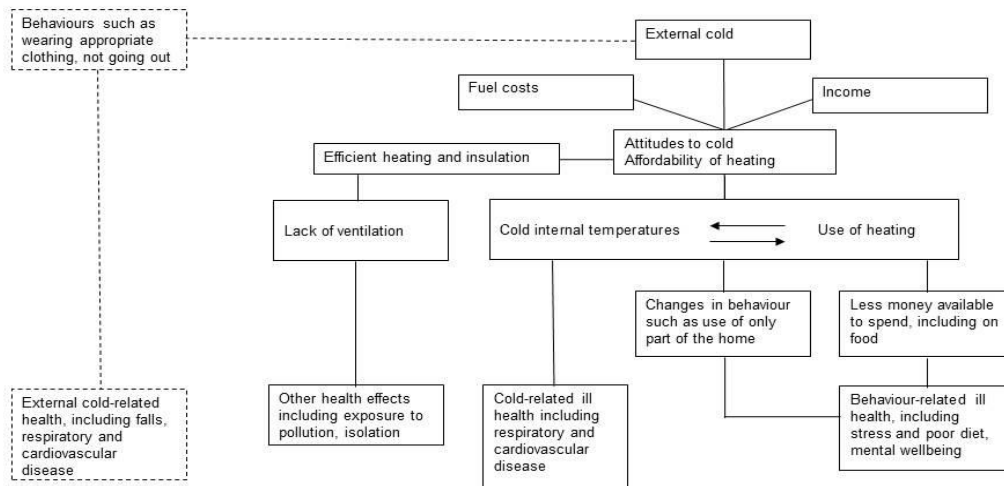 Behaviours such as
wearing appropriate
clothing, not going out
External cold
Fuel costs
Income
Attitudes to cold
Affordability of heating
Efficient heating and insulation
Lack of ventilation
Cold internal temperatures
Use of heating
Changes in behaviour
such as use of only
part of the home
Less money available
to spend, including on
food
External cold-related
health, including falls,
respiratory and
cardiovascular
disease
Other health effects
including exposure to
pollution, isolation
Cold-related ill
health including
respiratory and
cardiovascular
disease
Behaviour-related ill
health, including
stress and poor diet,
mental wellbeing